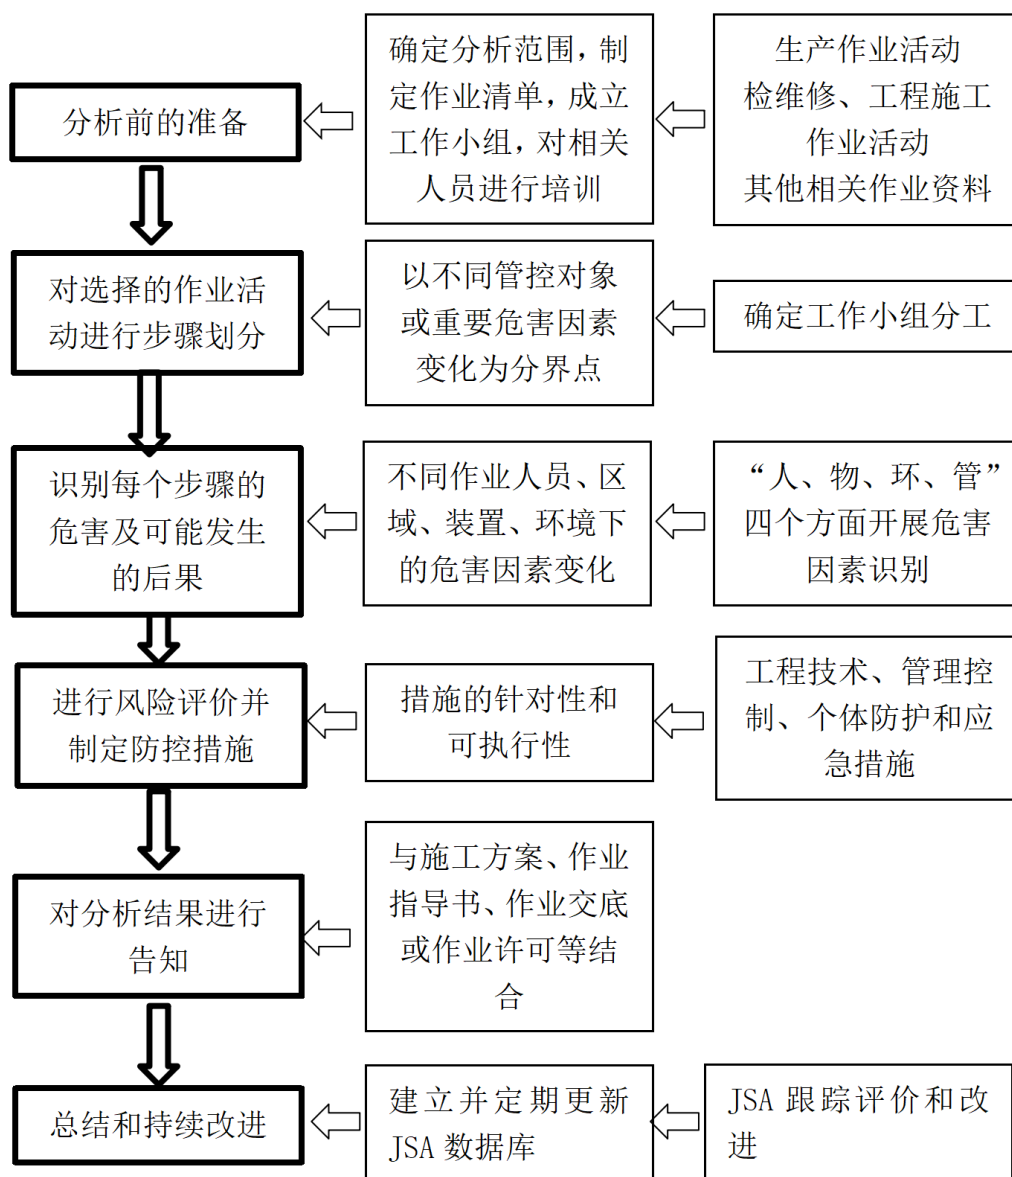 分析前的准备
确定分析范围,制
定作业清单,成立
工作小组,对相关
人员进行培训
生产作业活动
检维修、工程施工
作业活动
其他相关作业资料
对选择的作业活
动进行步骤划分
以不同管控对象
或重要危害因素
变化为分界点
确定工作小组分工
识别每个步骤的
危害及可能发生
的后果
不同作业人员、区
域、装置、环境下
的危害因素变化
“人、物、环、管”
四个方面开展危害
因素识别
进行风险评价并
制定防控措施
措施的针对性和
可执行性
工程技术、管理控
制、个体防护和应
急措施
对分析结果进行
告知
与施工方案、作业
指导书、作业交底
或作业许可等结
合
总结和持续改进
建立并定期更新
JSA 数据库
JSA 跟踪评价和改
进